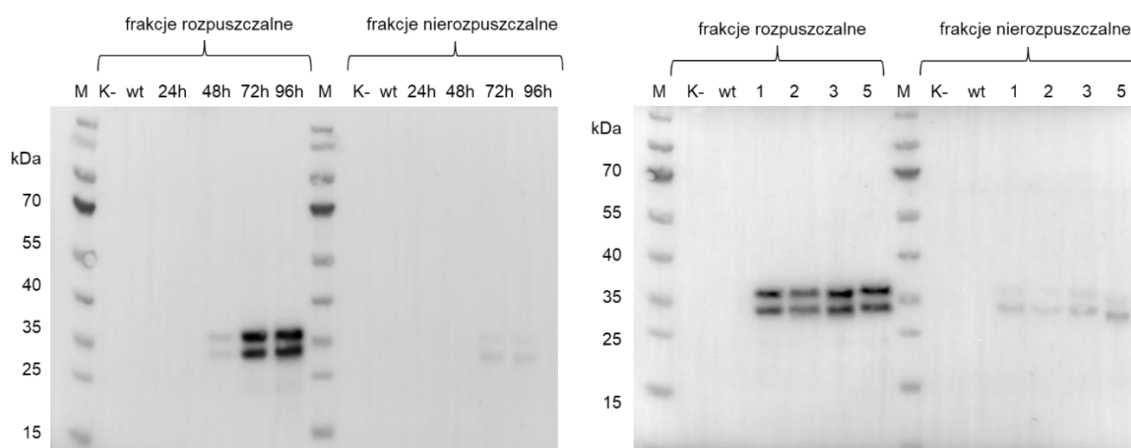 frakcje rozpuszczalne frakcje nierozpuszczalne
M K- wt 24h 48h 72h 96h M K- wt 24h 48h 72h 96h
kDa
70
55
40
35
25
15
frakcje rozpuszczalne frakcje nierozpuszczalne
M K- wt 1 2 3 5 M K- wt 1 2 3 5
kDa
70
55
40
35
25
15